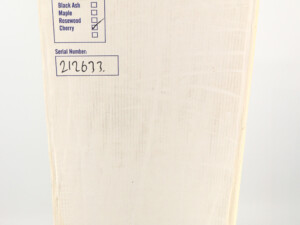 Black Ash
Maple
Rosewood
Cherry
Serial Number:
212633.